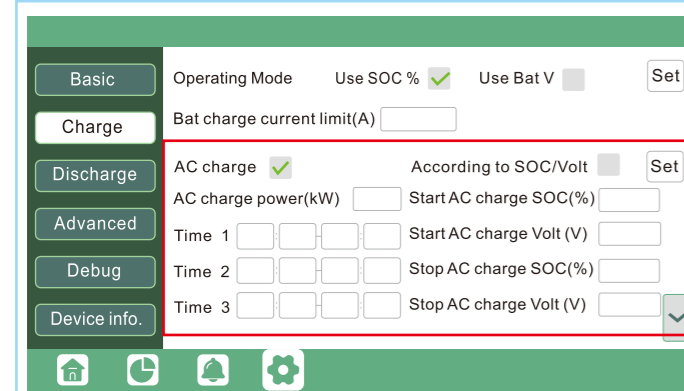 Basic
Operating Mode Use SOC % Use Bat V Set
Charge
Bat charge current limit(A)
AC charge According to SOC/Volt Set
Discharge
AC charge power(kW) Start AC charge SOC(%)
Advanced
Time 1 : - : Start AC charge Volt (V)
Debug
Time 2 : - : Stop AC charge SOC(%)
Device info.
Time 3 : - : Stop AC charge Volt (V)